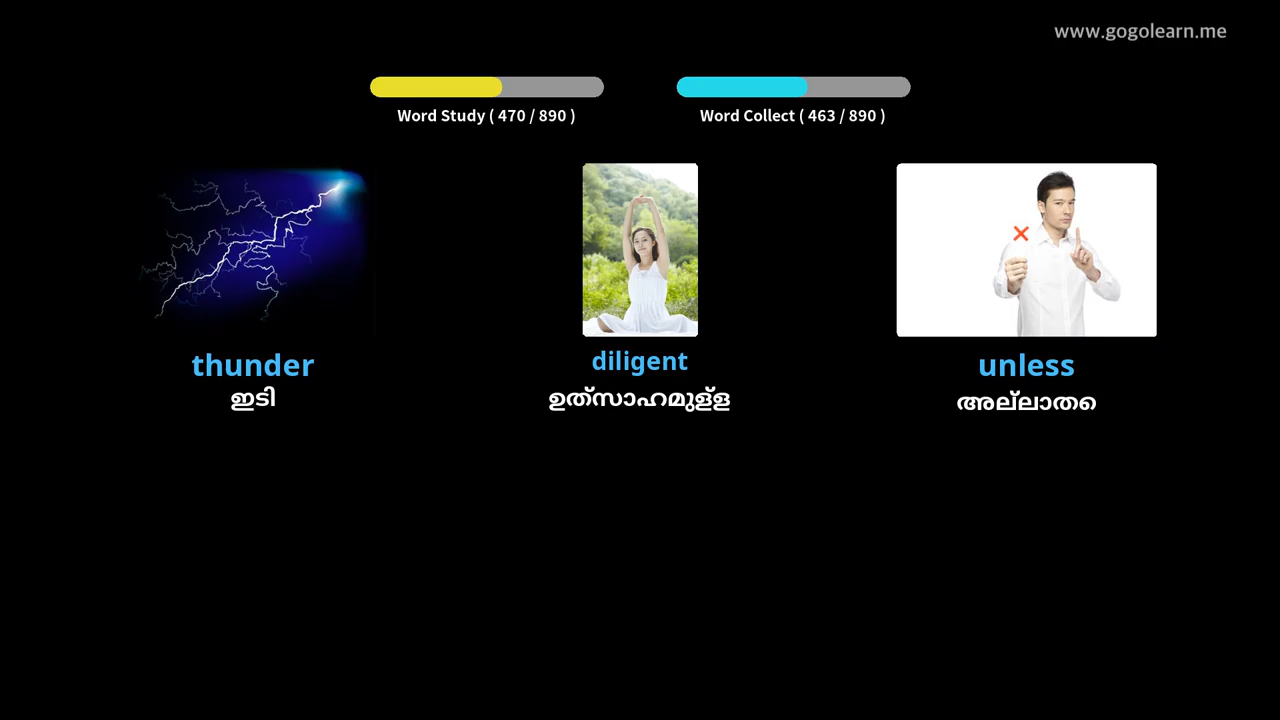 www.gogolearn.me
Word Study ( 470 / 890 )
Word Collect ( 463 / 890 )
thunder
ഇടി
diligent
ഉത്സാഹമുള്ള
unless
അല്ലാതെ